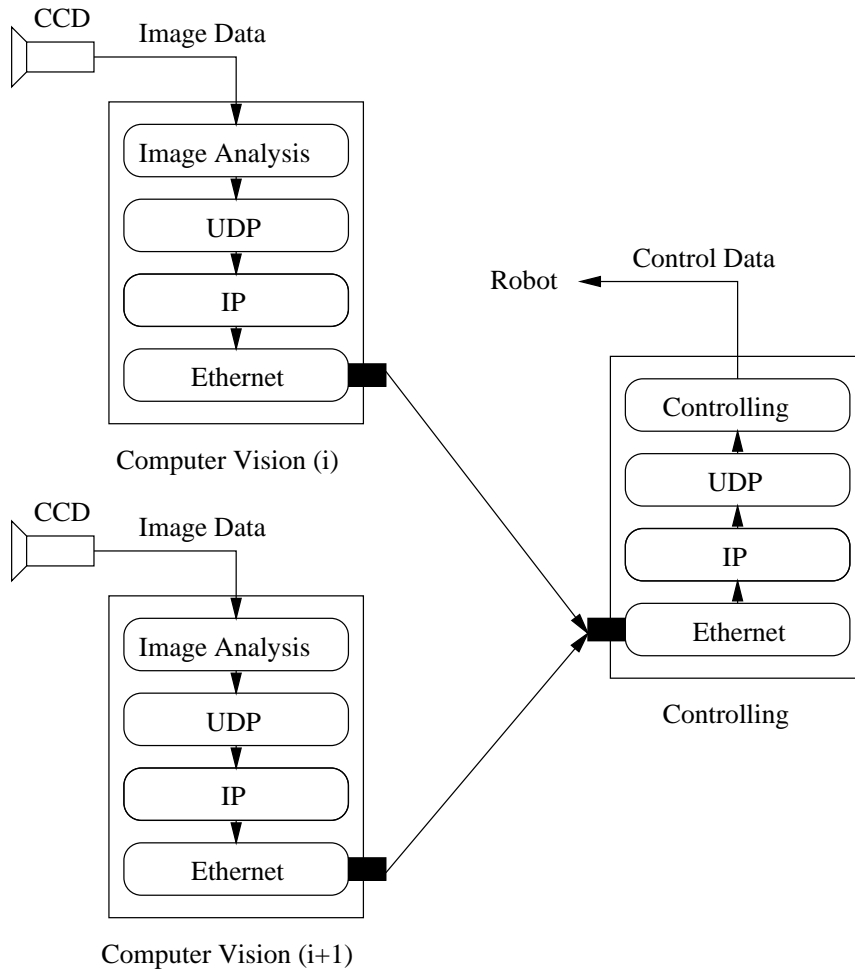 CCD
Image Data
Image Analysis
UDP
IP
Ethernet
Computer Vision (i)
CCD
Image Data
Image Analysis
UDP
IP
Ethernet
Computer Vision (i+1)
Control Data
Robot
Controlling
UDP
IP
Ethernet
Controlling